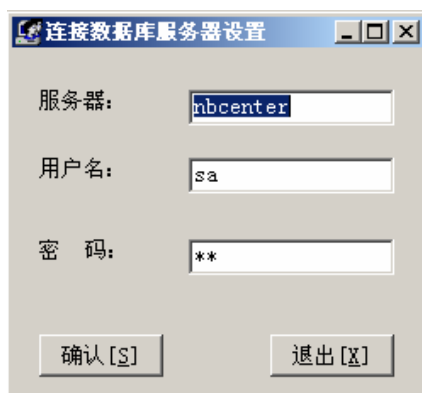 连接数据库服务器设置
服务器： nbcenter
用户名： sa
密 码： **
确认[S] 退出[X]